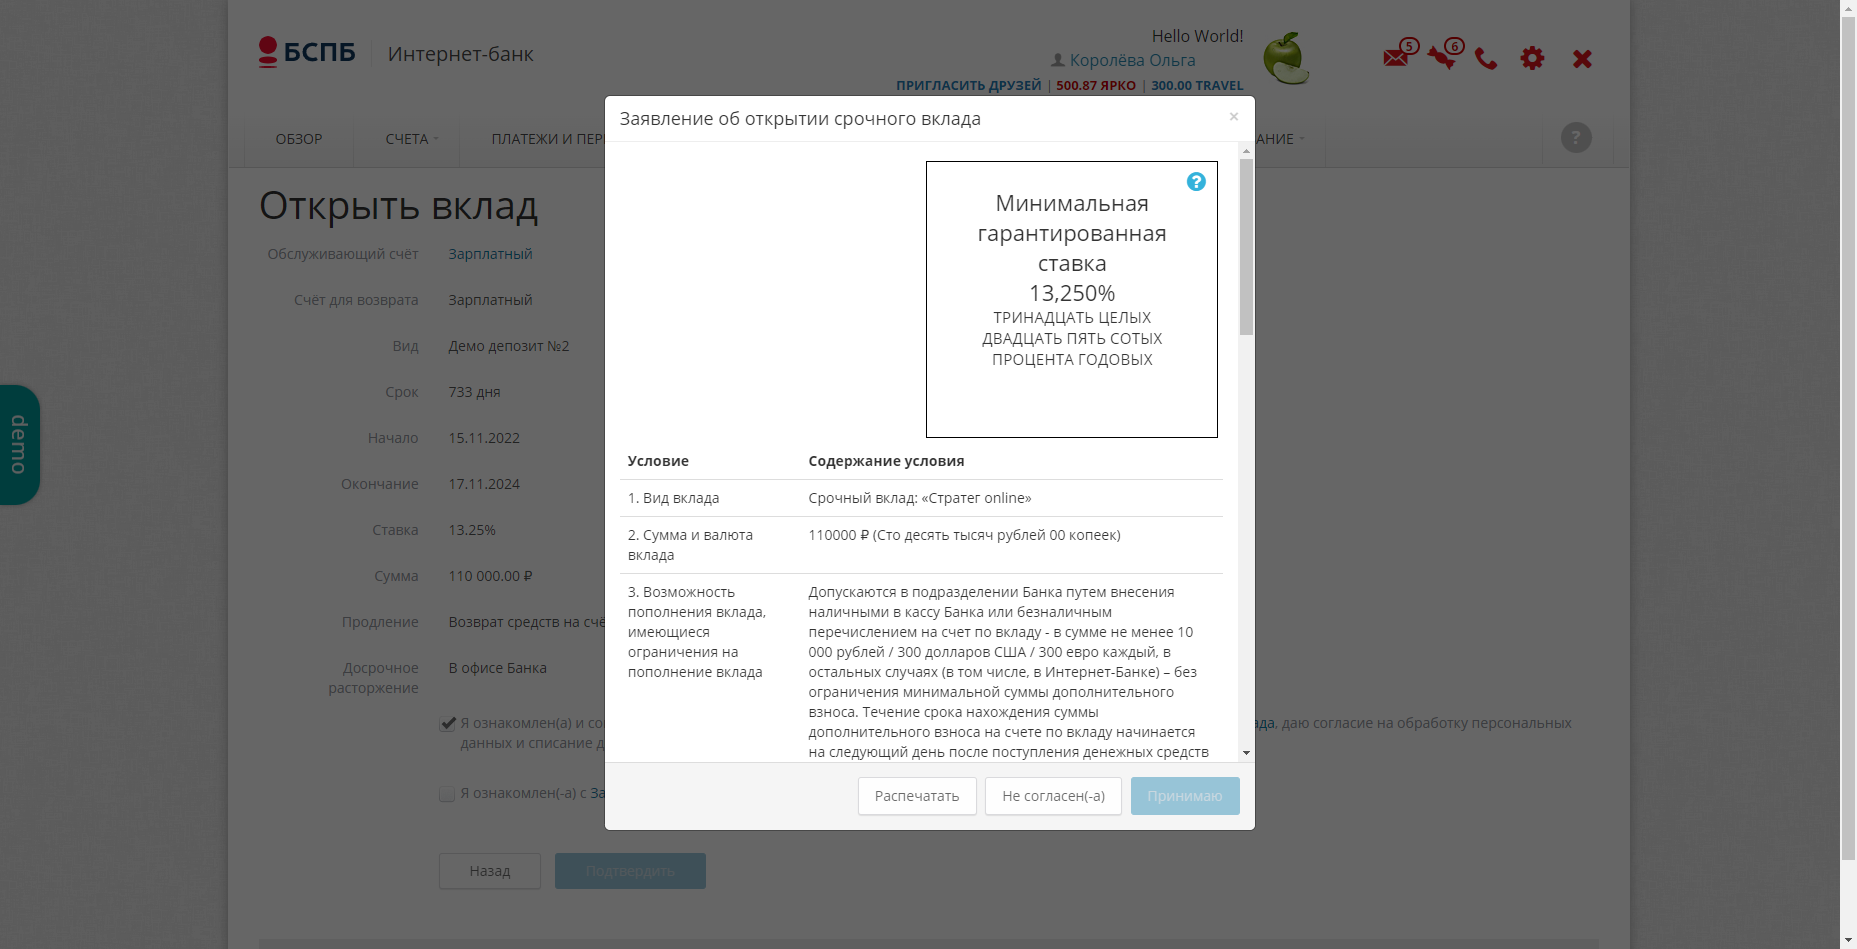 БСПБ
Интернет-банк
Hello World!
Королёва Ольга
ПРИГЛАСИТЬ ДРУЗЕЙ | 500.87 ЯРКО | 300.00 TRAVEL
5
6
ОБЗОР
СЧЕТА
ПЛАТЕЖИ И ПЕР
АНИЕ
?
Открыть вклад
Обслуживающий счёт Зарплатный
Счёт для возврата Зарплатный
Вид Демо депозит №2
Срок 733 дня
Начало 15.11.2022
Окончание 17.11.2024
Ставка 13.25%
Сумма 110 000.00 ₽
Продление Возврат средств на счё
Досрочное
расторжение
В офисе Банка
Я ознакомлен(а) и со
ада, даю согласие на обработку персональных
данных и списание д
Я ознакомлен(-а) с За
Назад
Подтвердить
demo
Заявление об открытии срочного вклада
×
?
Минимальная
гарантированная
ставка
13,250%
ТРИНАДЦАТЬ ЦЕЛЫХ
ДВАДЦАТЬ ПЯТЬ СОТЫХ
ПРОЦЕНТА ГОДОВЫХ
Условие Содержание условия
1. Вид вклада Срочный вклад: «Стратег online»
2. Сумма и валюта
вклада
110000 ₽ (Сто десять тысяч рублей 00 копеек)
3. Возможность
пополнения вклада,
имеющиеся
ограничения на
пополнение вклада
Допускаются в подразделении Банка путем внесения
наличными в кассу Банка или безналичным
перечислением на счет по вкладу - в сумме не менее 10
000 рублей / 300 долларов США / 300 евро каждый, в
остальных случаях (в том числе, в Интернет-Банке) – без
ограничения минимальной суммы дополнительного
взноса. Течение срока нахождения суммы
дополнительного взноса на счете по вкладу начинается
на следующий день после поступления денежных средств
Распечатать
Не согласен(-а)
Принимаю